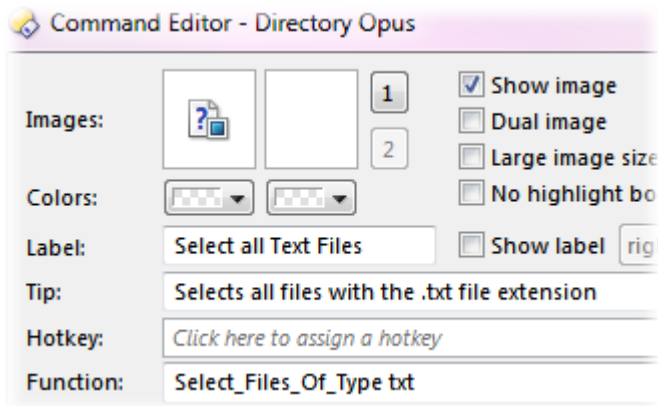 Command Editor - Directory Opus
Images:
1
2
Show image
Dual image
Large image size
No highlight bo
Colors:
Label: Select all Text Files Show label rig
Tip: Selects all files with the .txt file extension
Hotkey: Click here to assign a hotkey
Function: Select_Files_Of_Type txt